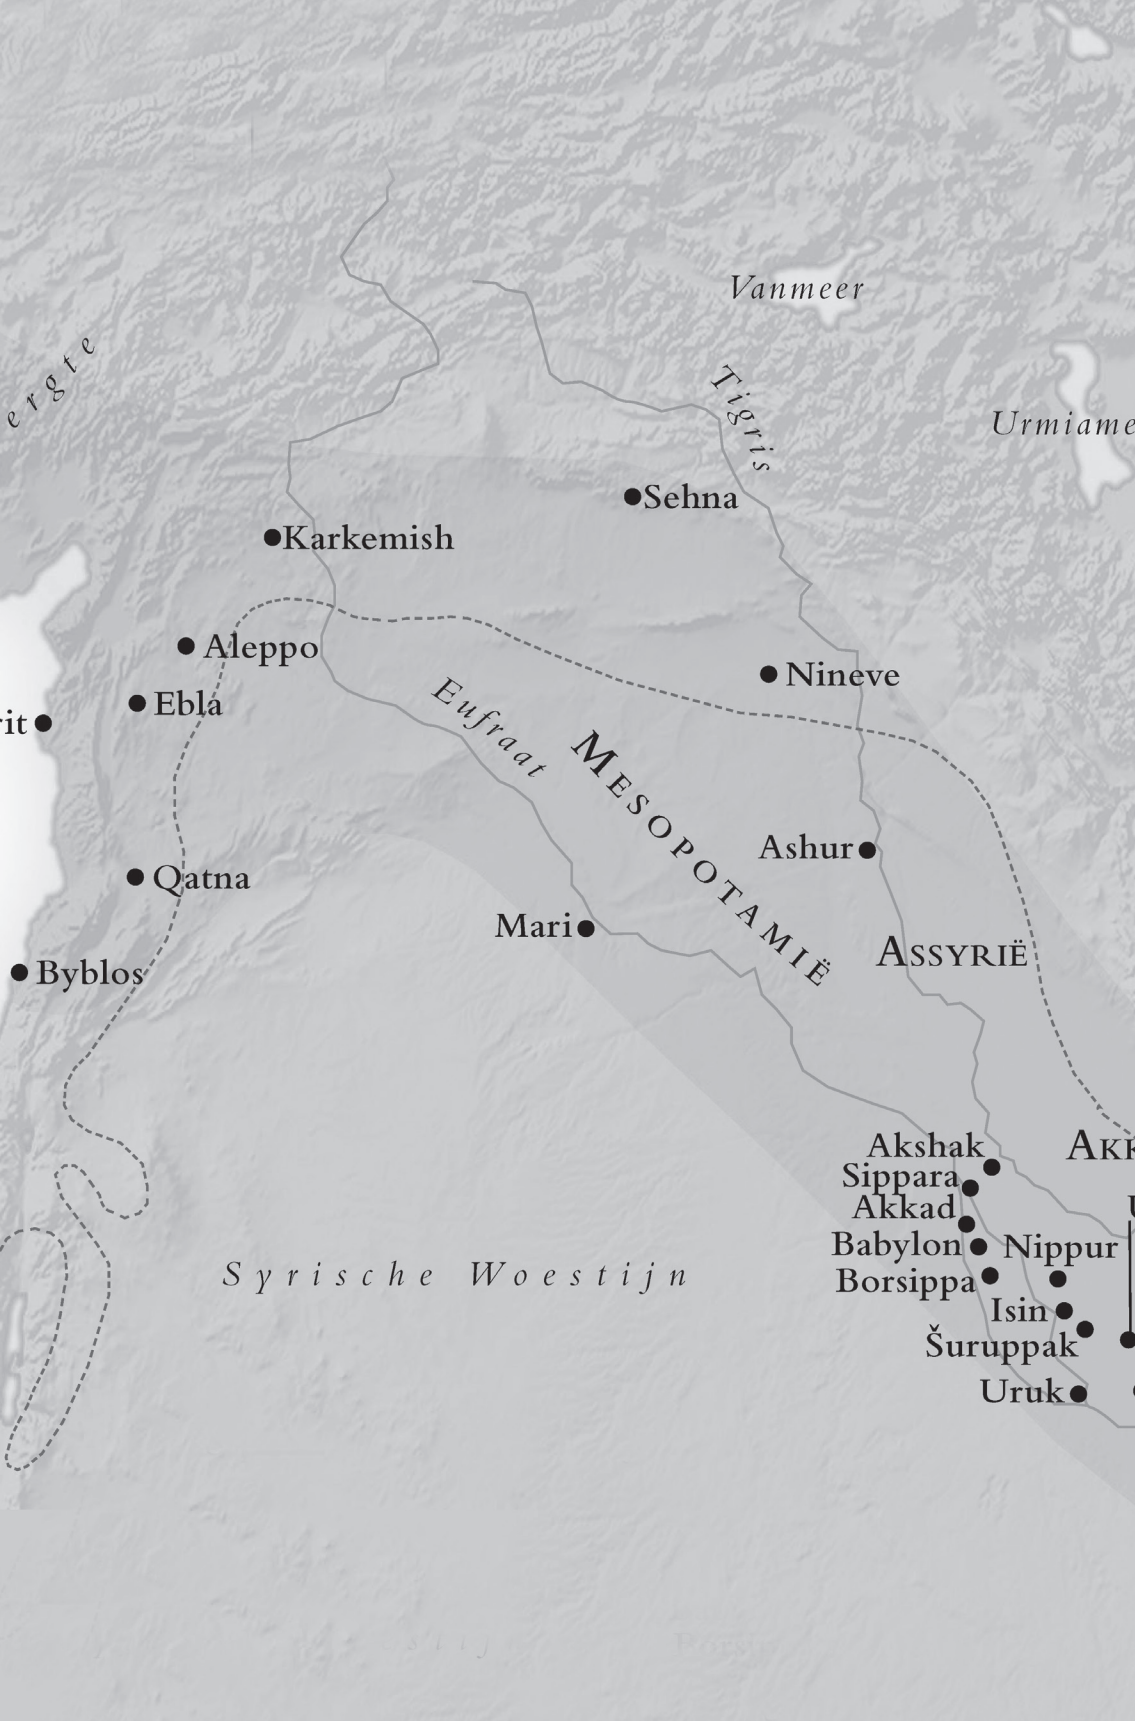 Vanmeer
ergte
Tigris
Urmiame
Sehna
Karkemish
Aleppo
Nineve
Ebla
Eufraat
rit
MESOPOTAMIË
Ashur
Qatna
Mari
ASSYRIË
Byblos
Akshak
AKK
Sippara
Akkad
Babylon
Nippur
Syrische Woestijn
Borsippa
Isin
Šuruppak
Uruk